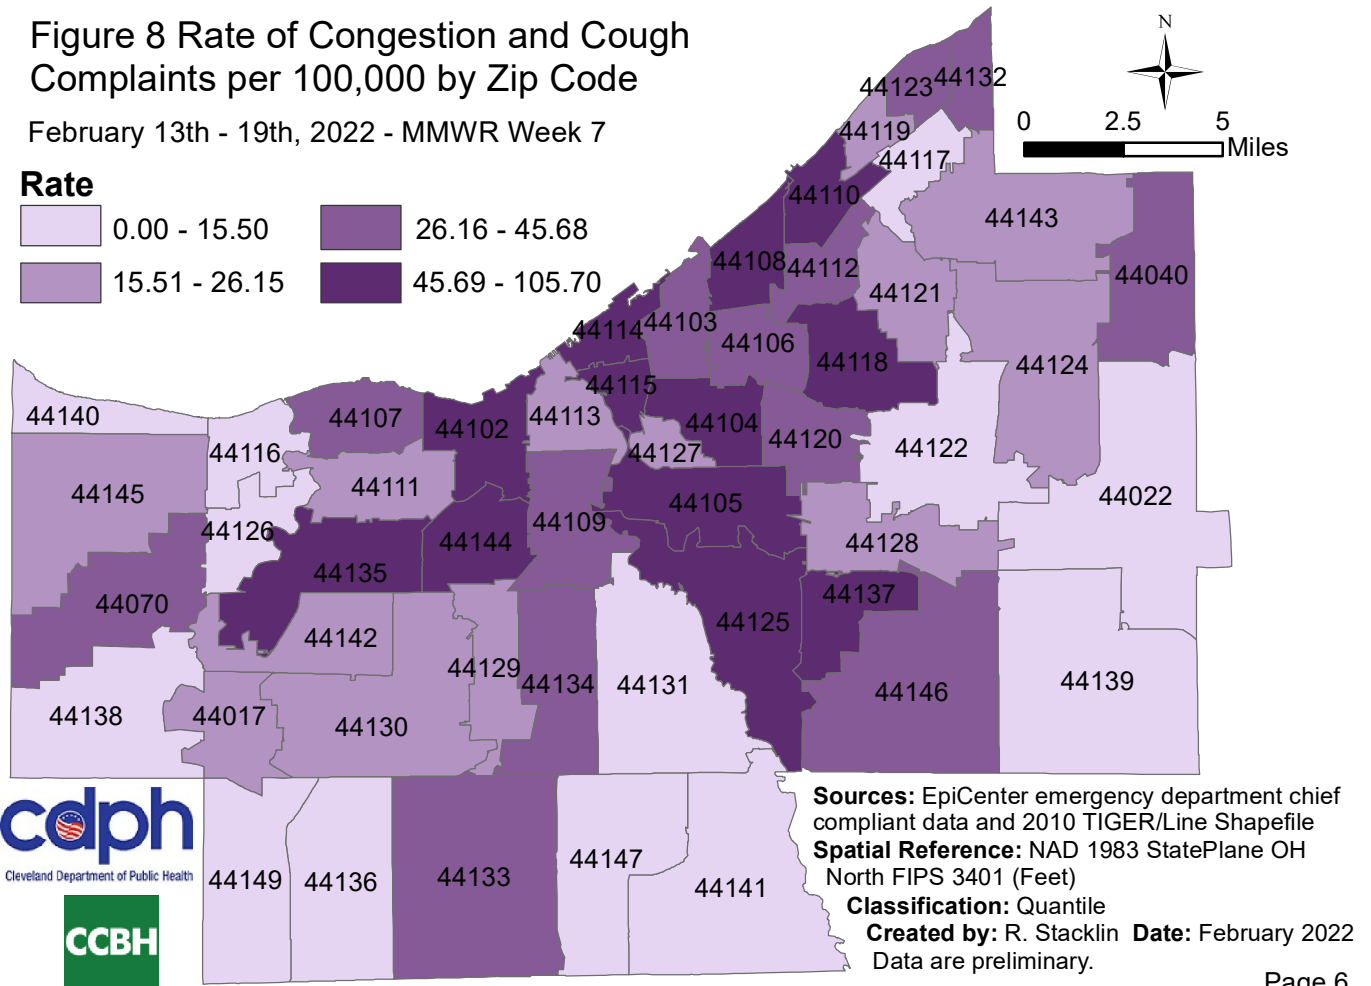 Figure 8 Rate of Congestion and Cough
Complaints per 100,000 by Zip Code
February 13th - 19th, 2022 - MMWR Week 7
Rate
0.00 - 15.50
26.16 - 45.68
15.51 - 26.15
45.69 - 105.70
N
0 2.5 5
Miles
44123 44132
44119
44117
44110
44143
44108 44112
44040
44121
44114 44103
44106
44118
44124
44115
44140
44107
44102
44113
44104
44127
44120
44116
44122
44145
44111
44022
44105
44126
44109
44144
44128
44135
44070
44137
44125
44142
44129
44134
44131
44146
44139
44138
44017
44130
44149
44136
44133
44147
44141
cdph
Cleveland Department of Public Health
CCBH
Sources: EpiCenter emergency department chief
compliant data and 2010 TIGER/Line Shapefile
Spatial Reference: NAD 1983 StatePlane OH
North FIPS 3401 (Feet)
Classification: Quantile
Created by: R. Stacklin Date: February 2022
Data are preliminary.
Page 6